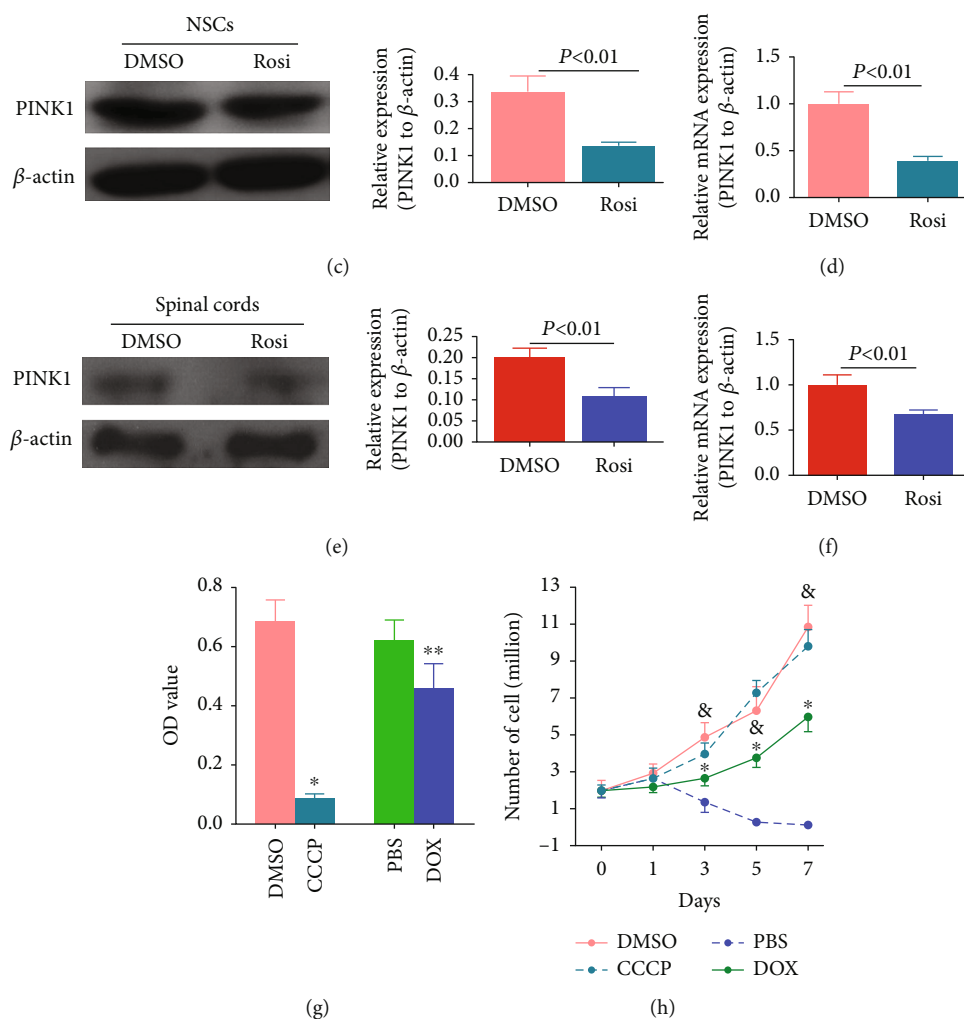 NSCs
DMSO Rosi
PINK1
β-actin
Relative expression
(PINK1 to β-actin)
0.4
0.3
0.2
0.1
0.0
P<0.01
DMSO Rosi
Relative mRNA expression
(PINK1 to β-actin)
1.5
1.0
0.5
0.0
P<0.01
DMSO Rosi
(c)
(d)
Spinal cords
DMSO Rosi
PINK1
β-actin
Relative expression
(PINK1 to β-actin)
0.25
0.20
0.15
0.10
0.05
0.00
P<0.01
DMSO Rosi
Relative mRNA expression
(PINK1 to β-actin)
1.5
1.0
0.5
0.0
P<0.01
DMSO Rosi
(e)
(f)
OD value
0.8
0.6
0.4
0.2
0.0
*
**
DMSO
CCCP
PBS
DOX
(g)
Number of cell (million)
13
11
9
7
5
3
1
−1
&
&
&
*
*
*
0 1 3 5 7
Days
DMSO PBS
CCCP DOX
(h)